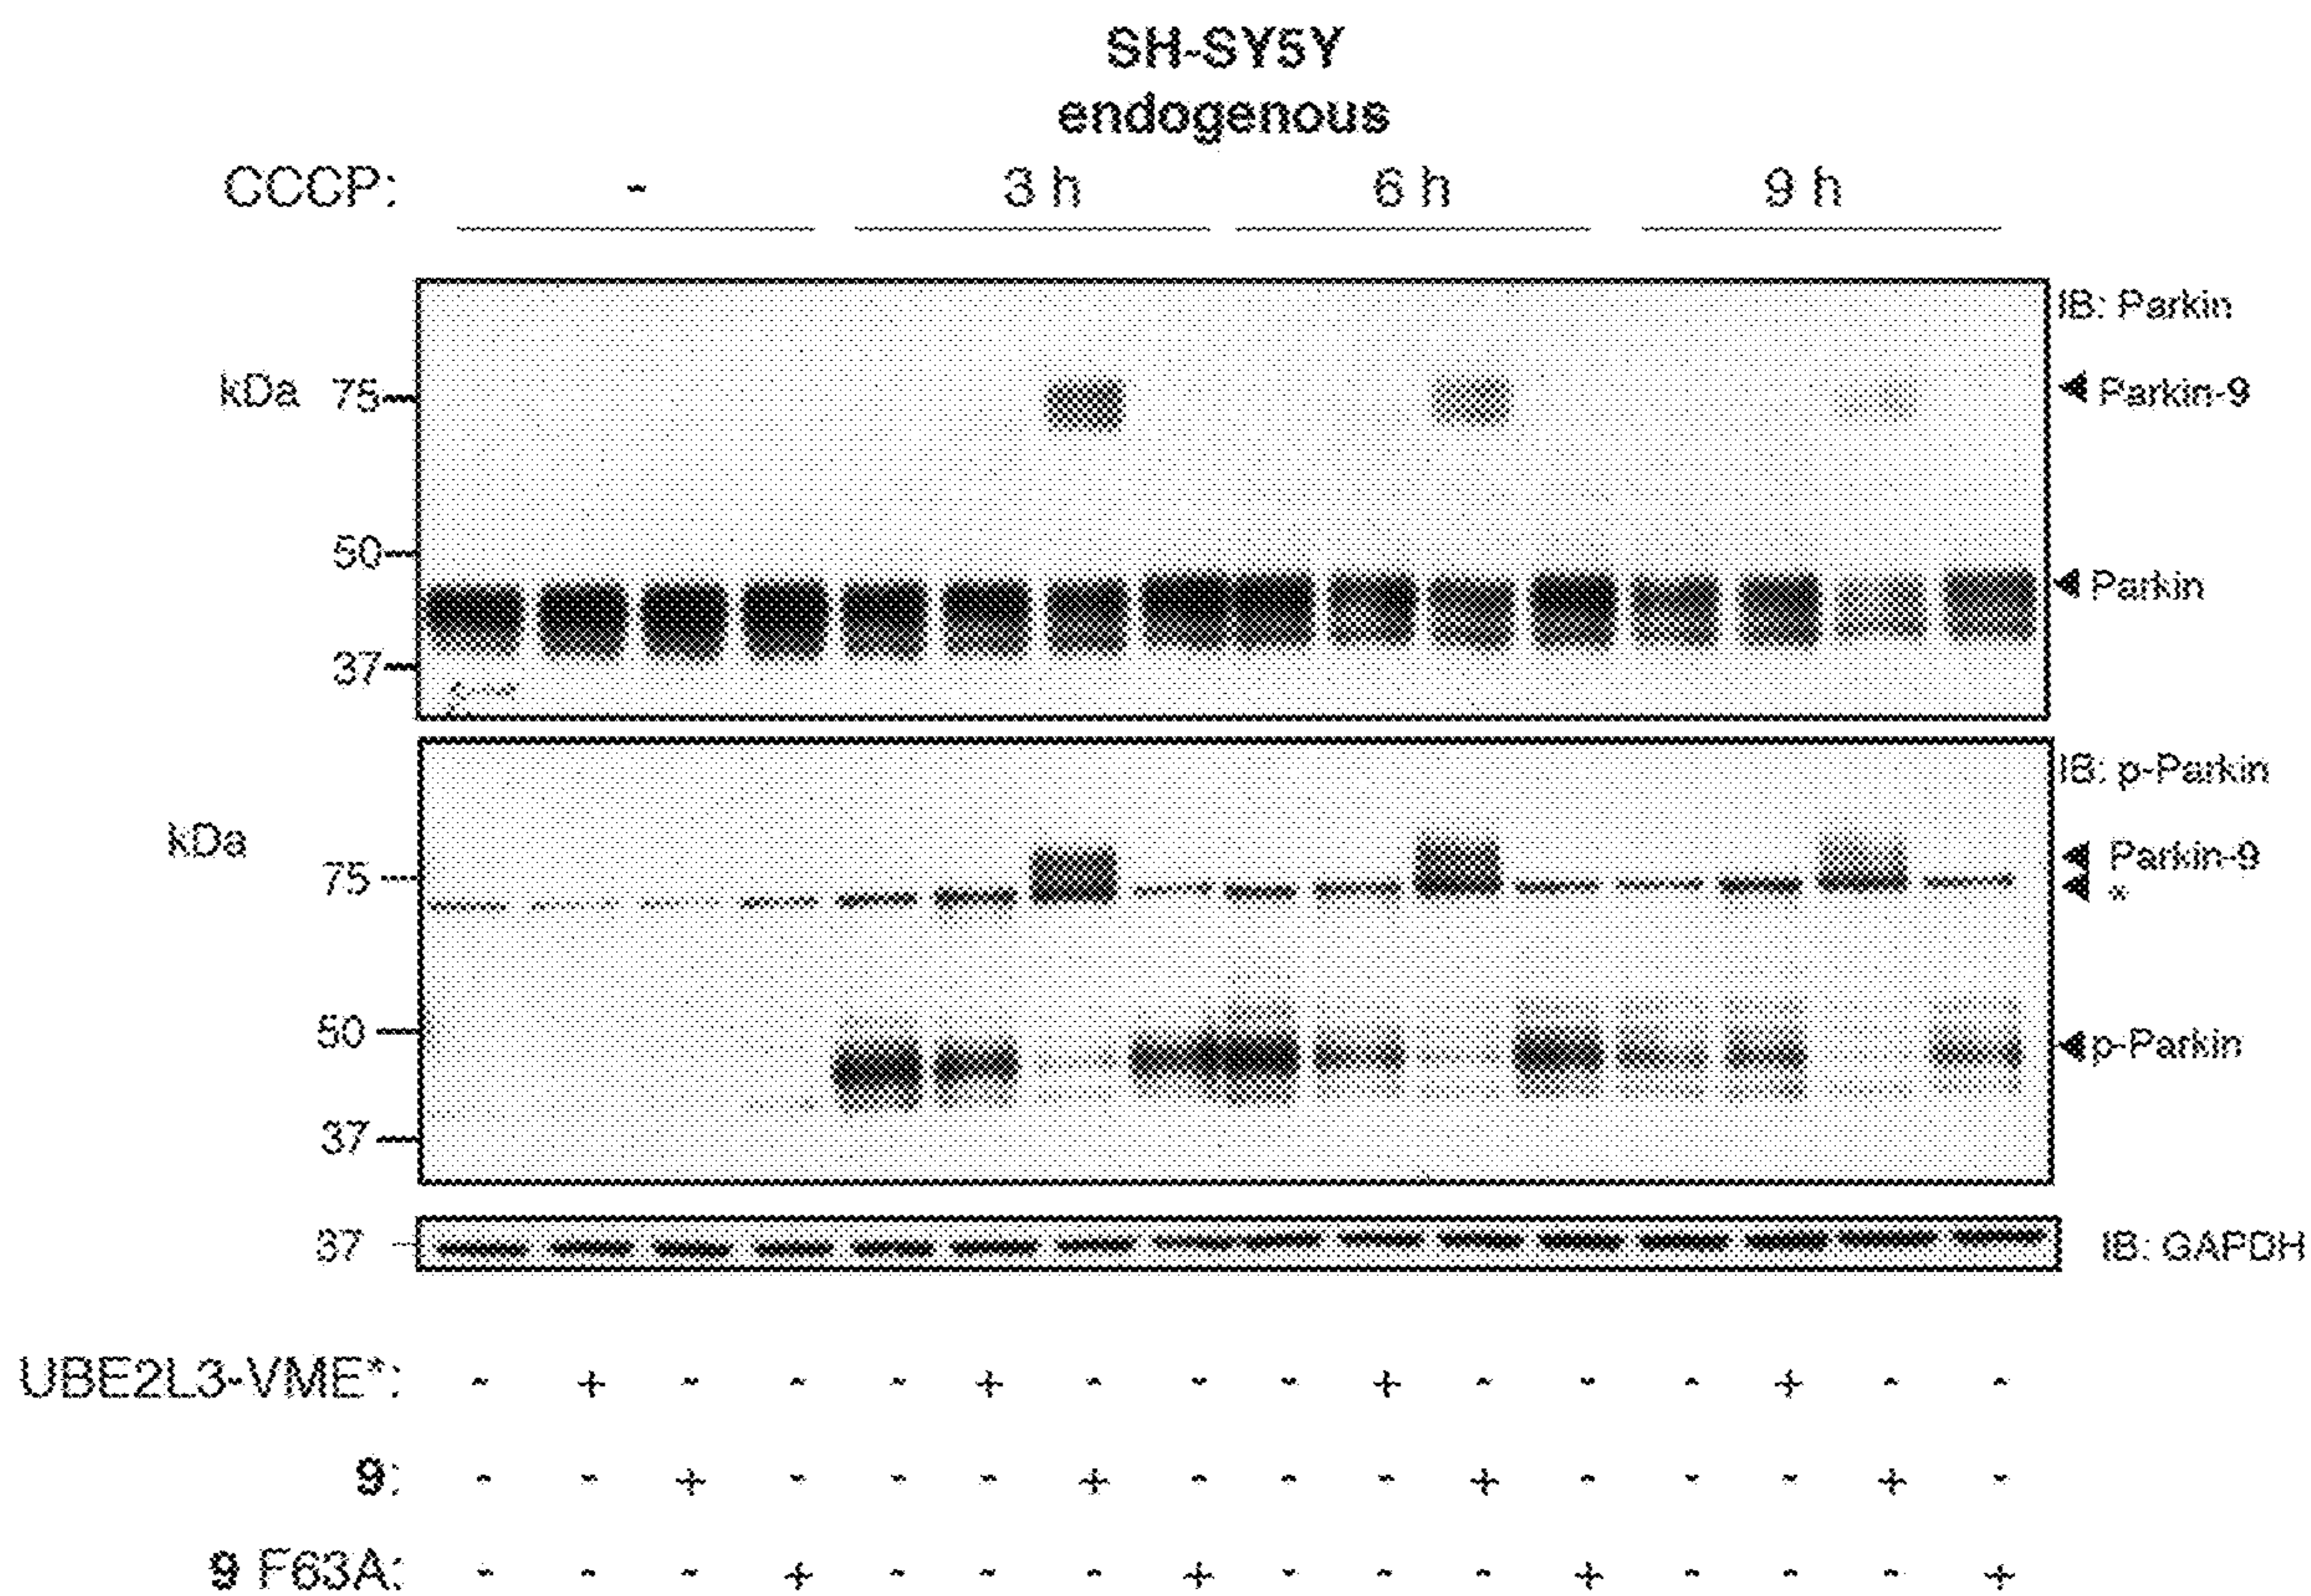 SH-SY5Y
endogenous
CCCP: - 3 h 6 h 9 h
IB: Parkin
kDa 75 Parkin-9
50
Parkin
37
IB: p-Parkin
kDa
Parkin-9
75
*
50
p-Parkin
37
37
IB: GAPDH
UBE2L3-VME*: - + - - - + - - - + - - - + - -
9: - - + - - - + - - - + - - - + -
9 F63A: - - - + - - - + - - - + - - - +